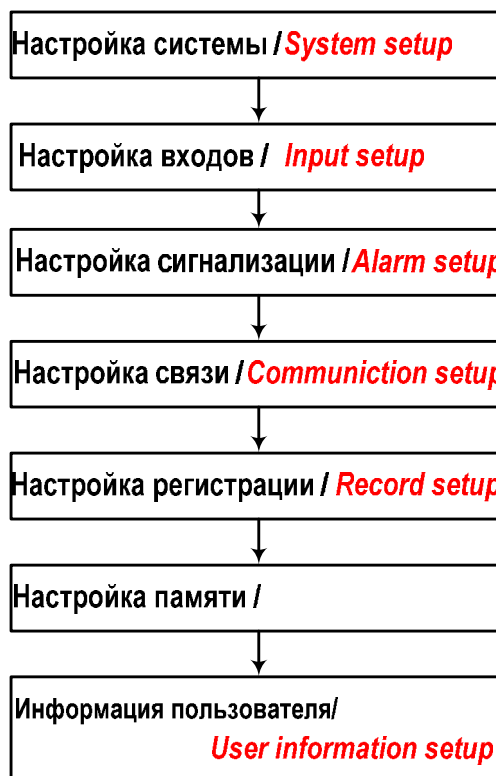 Настройка системы / System setup
Настройка входов / Input setup
Настройка сигнализации / Alarm setup
Настройка связи / Communiction setup
Настройка регистрации / Record setup
Настройка памяти /
Информация пользователя/
User information setup